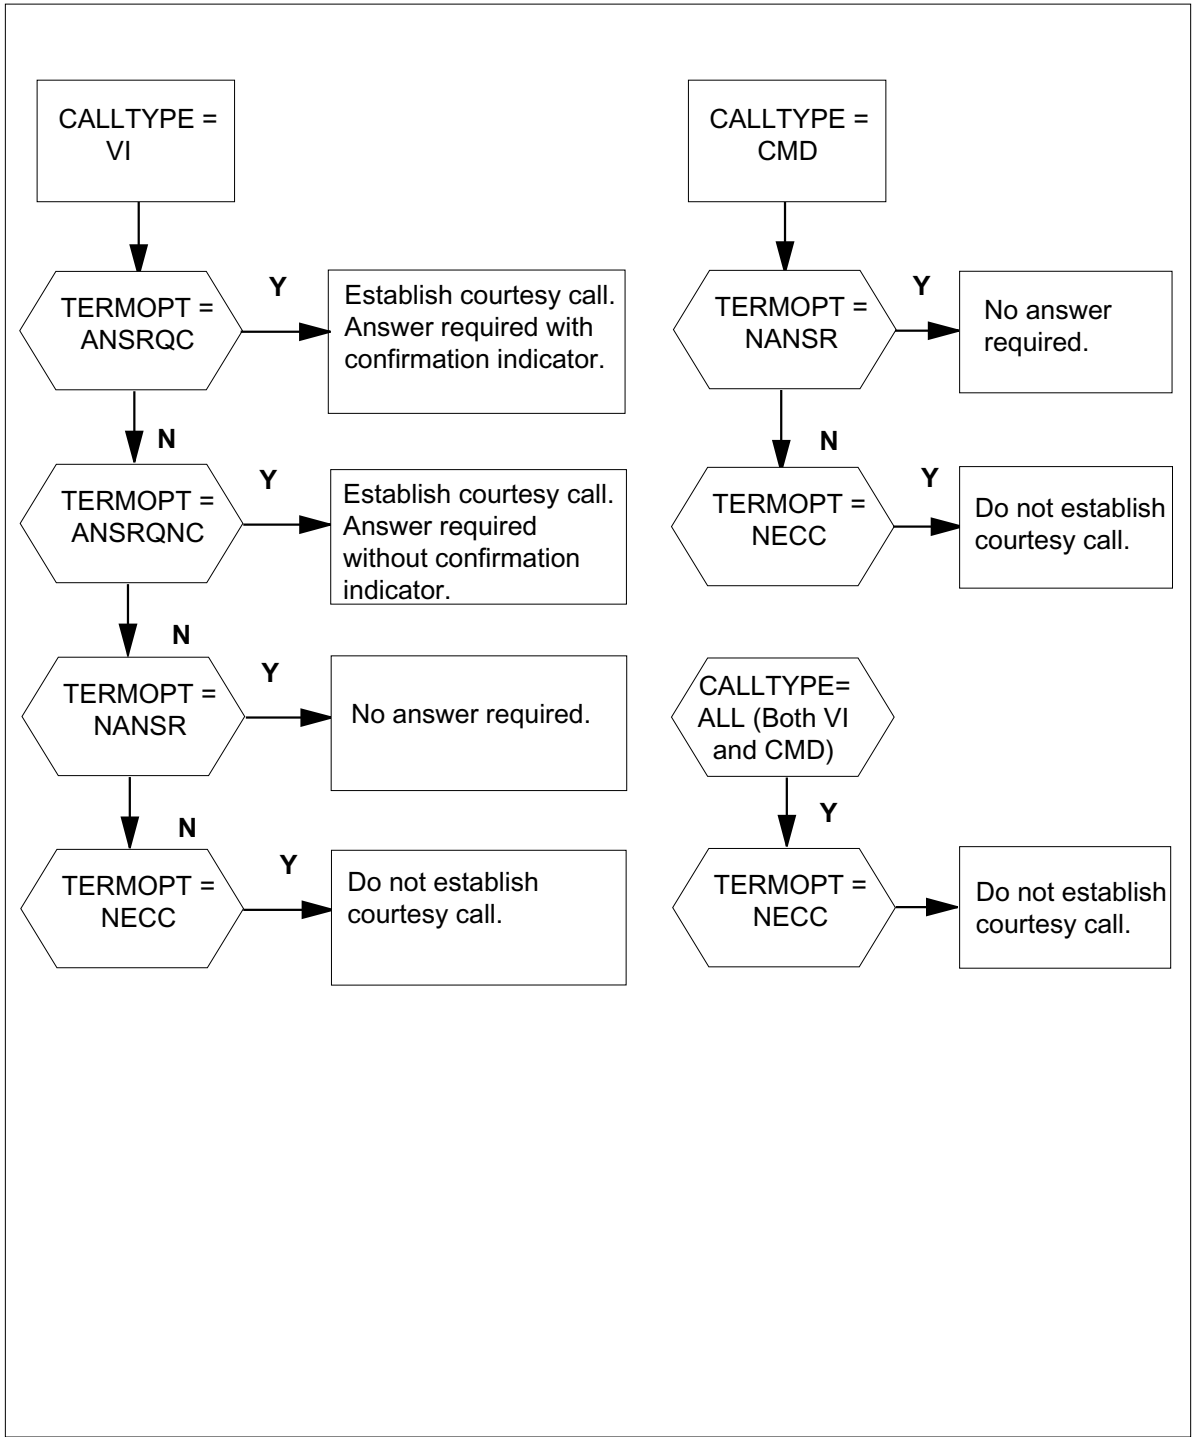 CALLTYPE =
VI
TERMOPT =
ANSRQC
Y
Establish courtesy call.
Answer required with
confirmation indicator.
N
TERMOPT =
ANSRQNC
Y
Establish courtesy call.
Answer required
without confirmation
indicator.
N
TERMOPT =
NANSR
Y
No answer required.
N
TERMOPT =
NECC
Y
Do not establish
courtesy call.
CALLTYPE =
CMD
TERMOPT =
NANSR
Y
No answer
required.
N
TERMOPT =
NECC
Y
Do not establish
courtesy call.
CALLTYPE=
ALL (Both VI
and CMD)
Y
TERMOPT =
NECC
Do not establish
courtesy call.